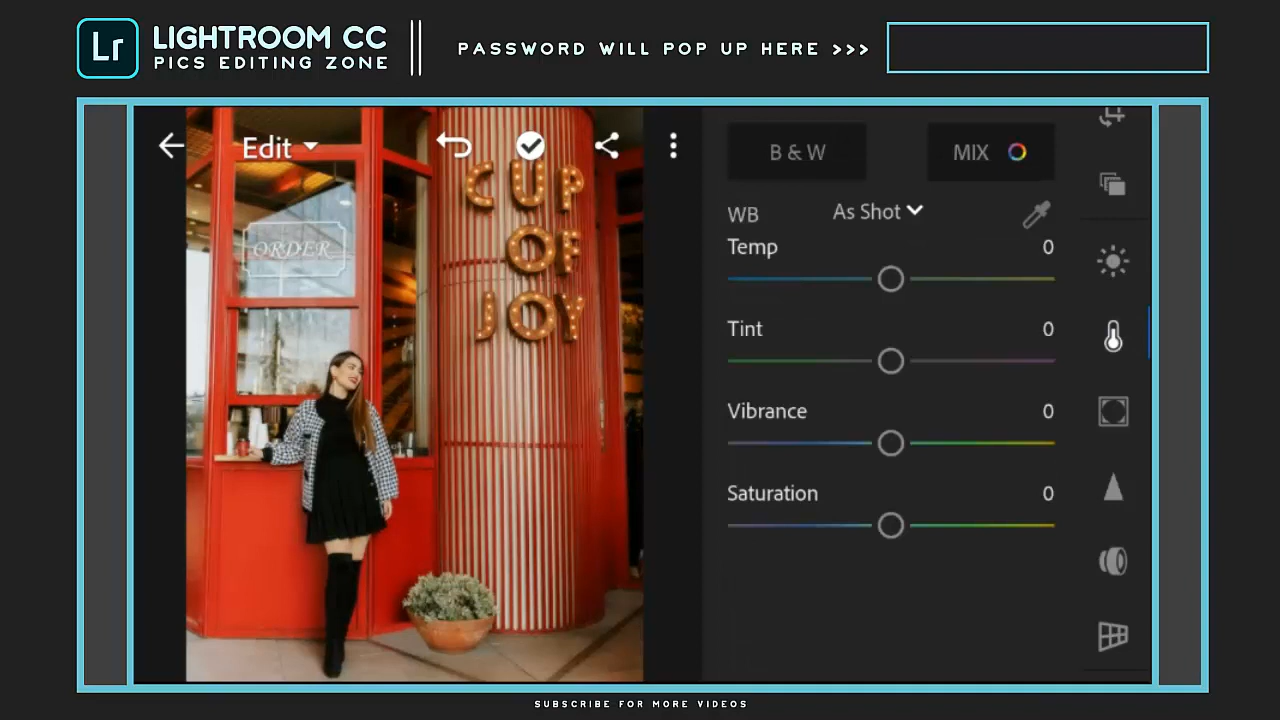 Lr
LIGHTROOM CC
PICS EDITING ZONE
PASSWORD WILL POP UP HERE >>>
Edit
CUP
OF
JOY
ORDER
B & W
MIX
WB
As Shot
Temp
0
Tint
0
Vibrance
0
Saturation
0
SUBSCRIBE FOR MORE VIDEOS